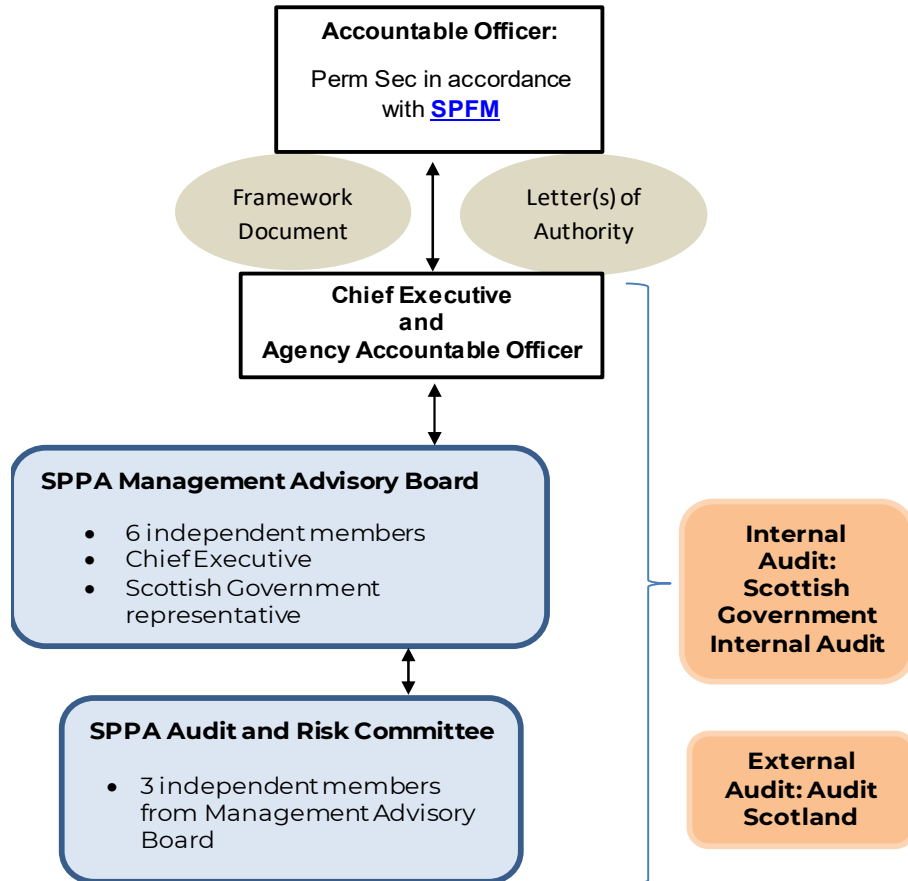 Accountable Officer:
Perm Sec in accordance
with SPFM
Framework
Document
Letter(s) of
Authority
Chief Executive
and
Agency Accountable Officer
SPPA Management Advisory Board
• 6 independent members
• Chief Executive
• Scottish Government
representative
Internal
Audit:
Scottish
Government
Internal Audit
SPPA Audit and Risk Committee
• 3 independent members
from Management Advisory
Board
External
Audit: Audit
Scotland